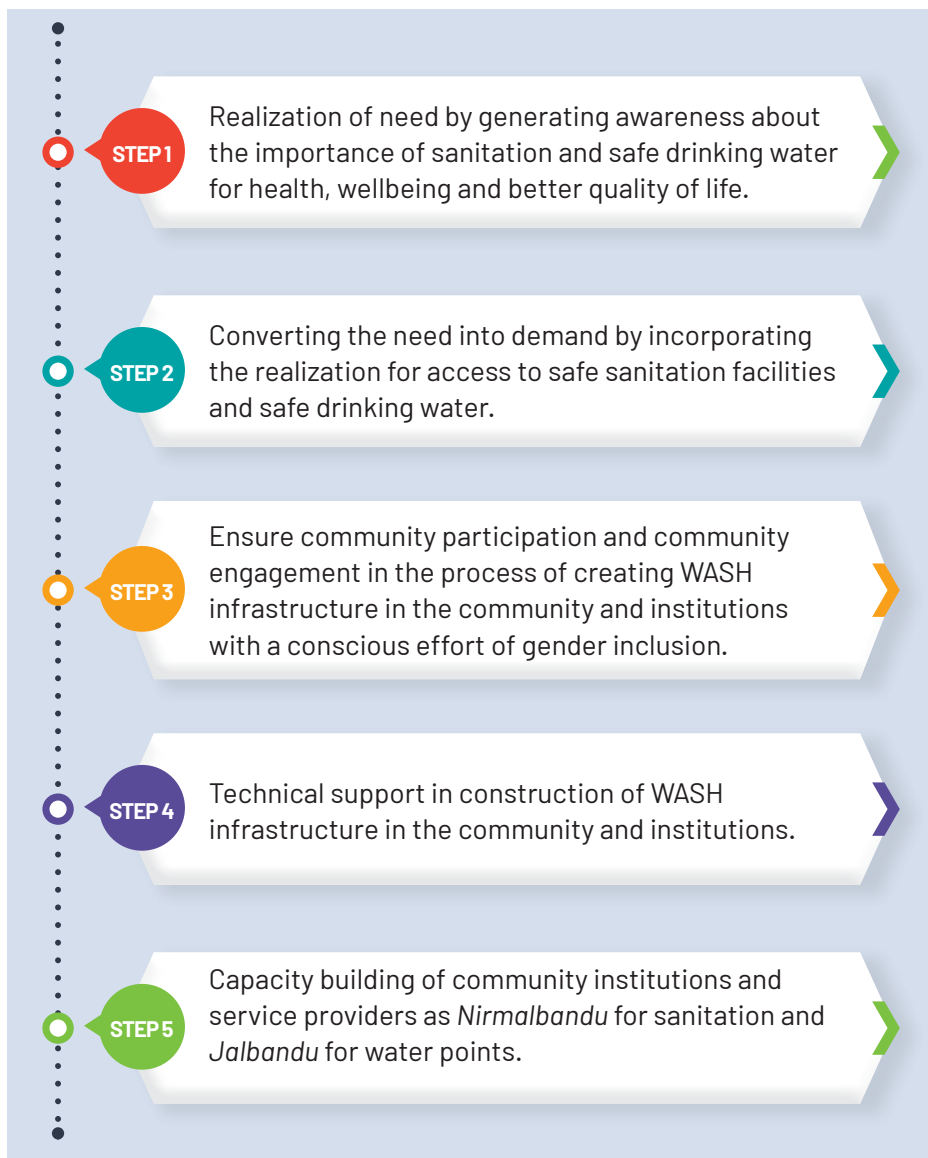 STEP 1
Realization of need by generating awareness about
the importance of sanitation and safe drinking water
for health, wellbeing and better quality of life.
STEP 2
Converting the need into demand by incorporating
the realization for access to safe sanitation facilities
and safe drinking water.
STEP 3
Ensure community participation and community
engagement in the process of creating WASH
infrastructure in the community and institutions
with a conscious effort of gender inclusion.
STEP 4
Technical support in construction of WASH
infrastructure in the community and institutions.
STEP 5
Capacity building of community institutions and
service providers as Nirmalbandu for sanitation and
Jalbandu for water points.